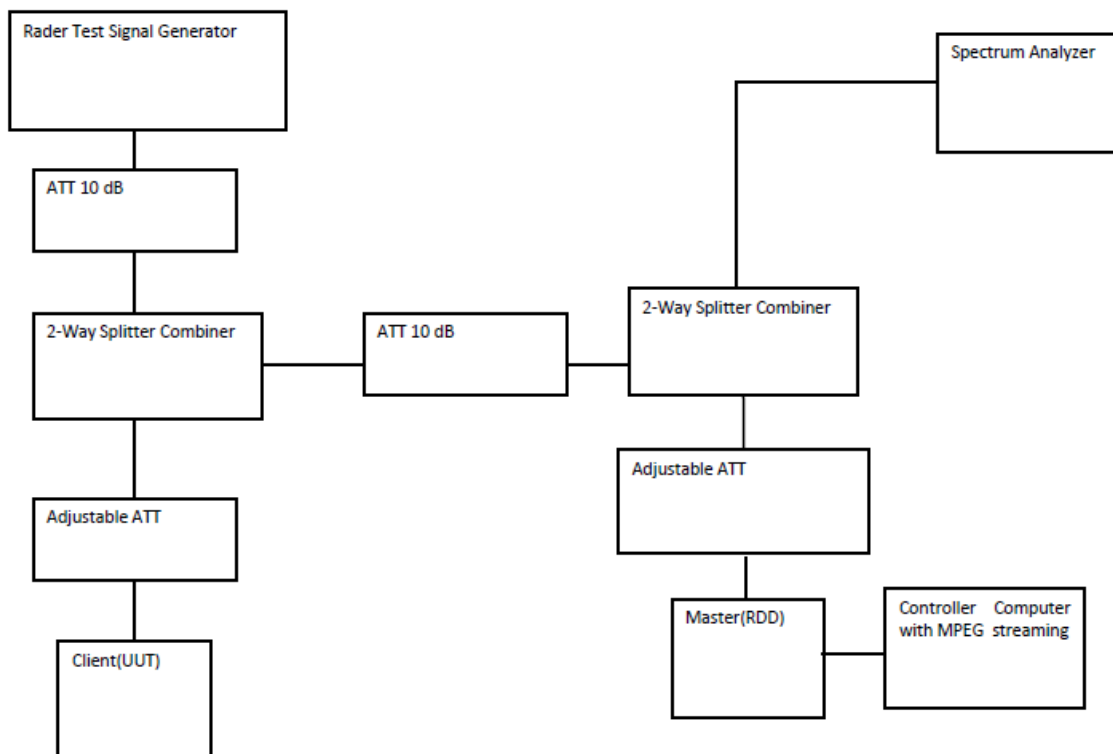 Rader Test Signal Generator
Spectrum Analyzer
ATT 10 dB
2-Way Splitter Combiner
ATT 10 dB
2-Way Splitter Combiner
Adjustable ATT
Adjustable ATT
Client(UUT)
Master(RDD)
Controller Computer
with MPEG streaming